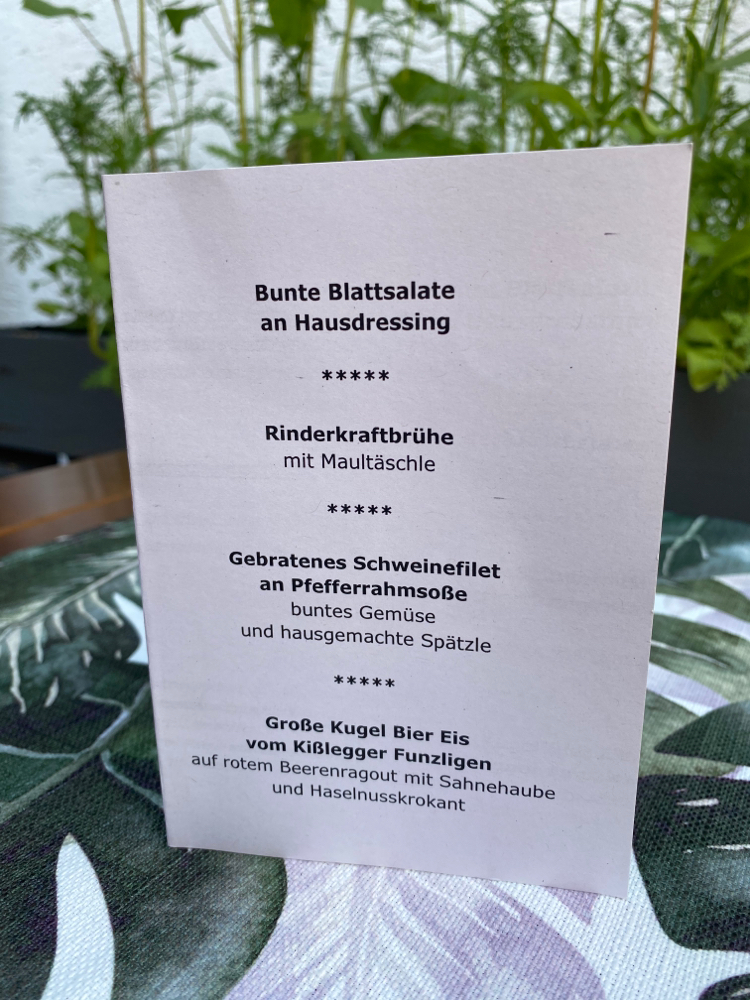 Bunte Blattsalate
an Hausdressing
*****
Rinderkraftbrühe
mit Maultäschle
*****
Gebratenes Schweinefilet
an Pfefferrahmsoße
buntes Gemüse
und hausgemachte Spätzle
*****
Große Kugel Bier Eis
vom Kißlegger Funzligen
auf rotem Beerenragout mit Sahnehaube
und Haselnusskrokant